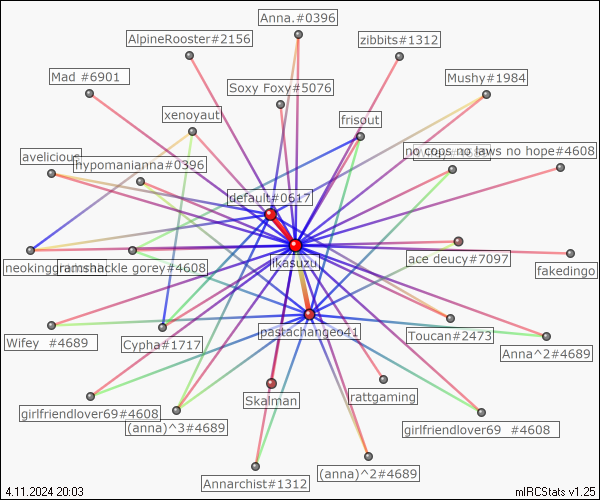 Anna.#0396
AlpineRooster#2156
zibbits#1312
Mad #6901
Soxy Foxy#5076
Mushy#1984
xenoyaut
frisout
avelicious
hypomanianna#0396
no cops no laws no hope#4608
default#0617
neokingg
ramshackle gorey#4608
ikasuzu
ace deucy#7097
fakedingo
Wifey #4689
Cypha#1717
pastachangeo41
Toucan#2473
Anna^2#4689
girlfriendlover69#4608
(anna)^3#4689
Skalman
rattgaming
girlfriendlover69 #4608
Annarchist#1312
(anna)^2#4689
4.11.2024 20:03
mIRCStats v1.25